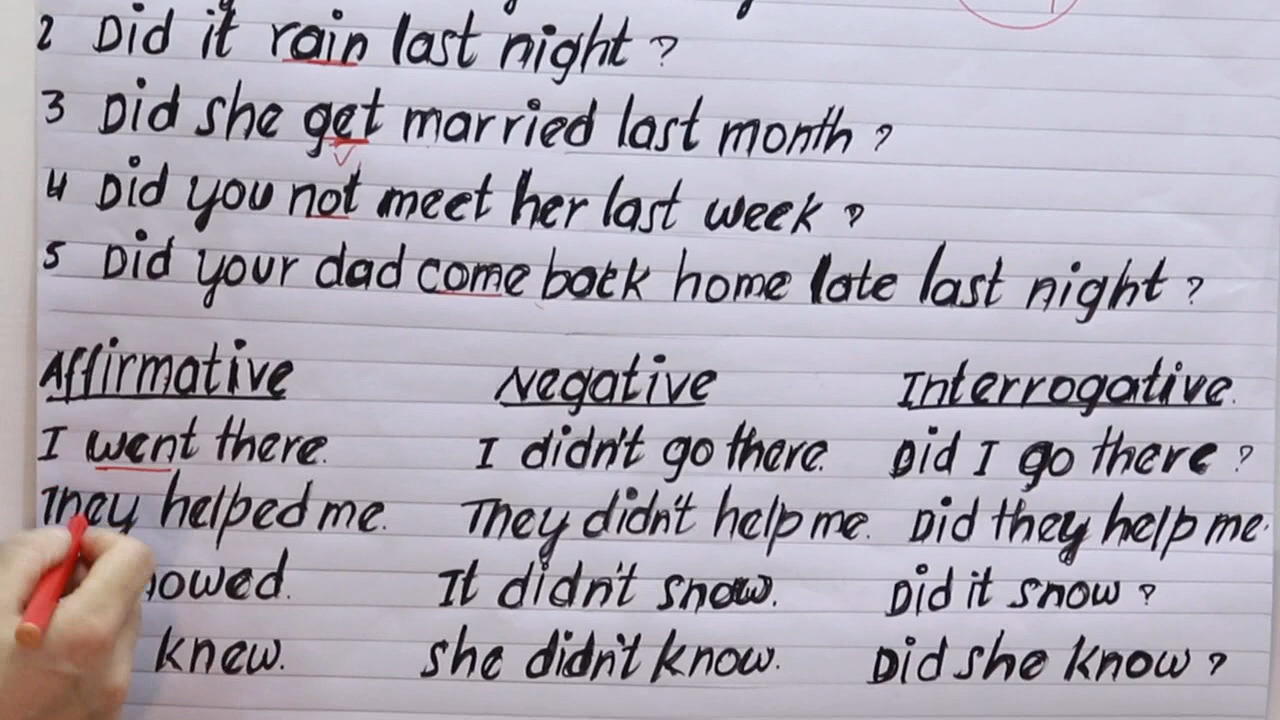 2 Did it rain last night ?
3 Did she get married last month ?
4 Did you not meet her last week ?
5 Did your dad come back home late last night ?
Affirmative Negative Interrogative.
I went there. I didn't go there. Did I go there ?
They helped me. They didn't help me. Did they help me.
nowed. It didn't snow. Did it snow ?
knew. she didn't know. Did she know ?